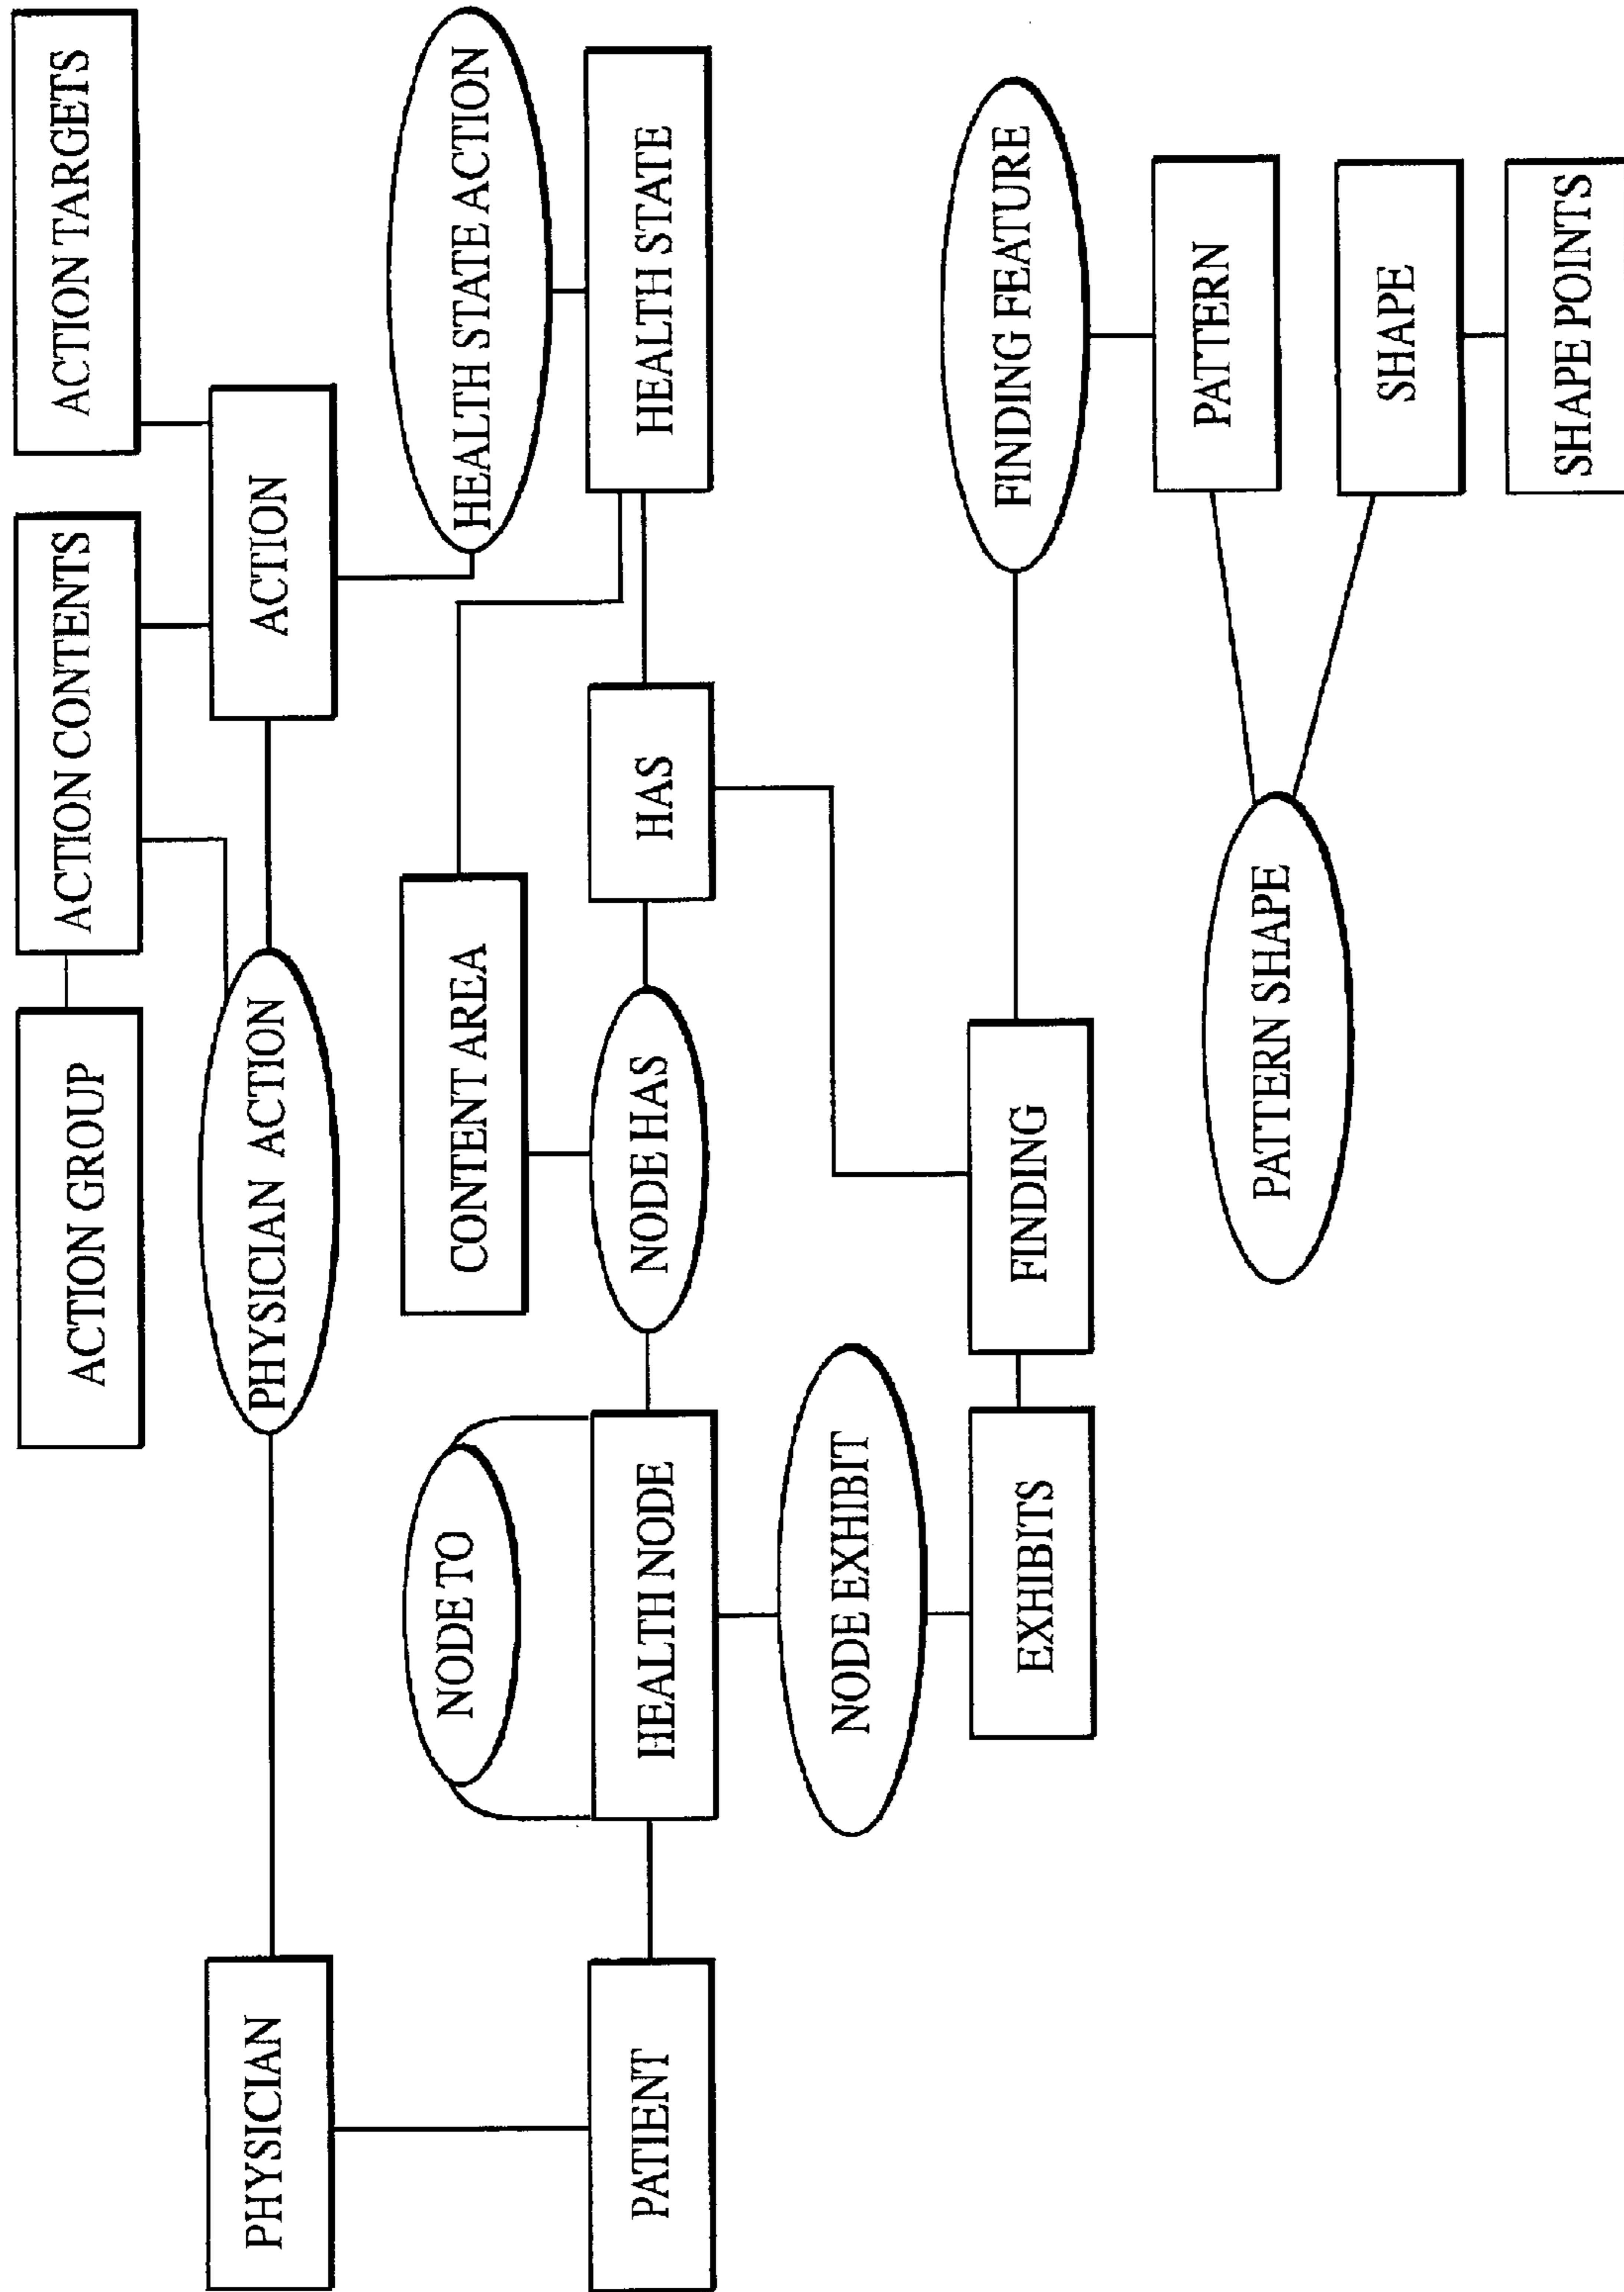 ACTION GROUP
ACTION CONTENTS
ACTION TARGETS
PHYSICIAN
PHYSICIAN ACTION
ACTION
NODE TO
CONTENT AREA
HEALTH STATE ACTION
PATIENT
HEALTH NODE
NODE HAS
HAS
HEALTH STATE
NODE EXHIBIT
EXHIBITS
FINDING
FINDING FEATURE
PATTERN
PATTERN SHAPE
SHAPE
SHAPE POINTS